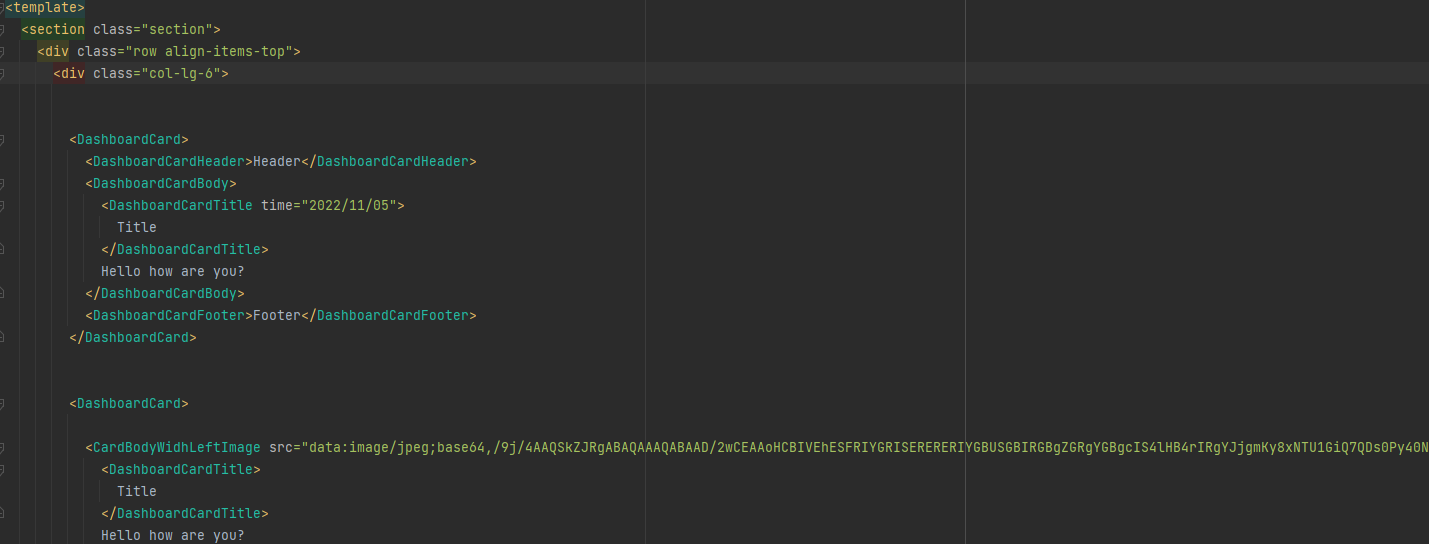 <template>
<section class="section">
<div class="row align-items-top">
<div class="col-lg-6">
<DashboardCard>
<DashboardCardHeader>Header</DashboardCardHeader>
<DashboardCardBody>
<DashboardCardTitle time="2022/11/05">
Title
</DashboardCardTitle>
Hello how are you?
</DashboardCardBody>
<DashboardCardFooter>Footer</DashboardCardFooter>
</DashboardCard>
<DashboardCard>
<CardBodyWidhLeftImage src="data:image/jpeg;base64,/9j/4AAQSkZJRgABAQAAAQABAAD/2wCEAAoHCBIVEhESFRIYGRISERERERIYGBUSGBIRGBgZGRgYGBgcIS4lHB4rIRgYJjgmKy8xNTU1GiQ7QDs0Py40N
<DashboardCardTitle>
Title
</DashboardCardTitle>
Hello how are you?